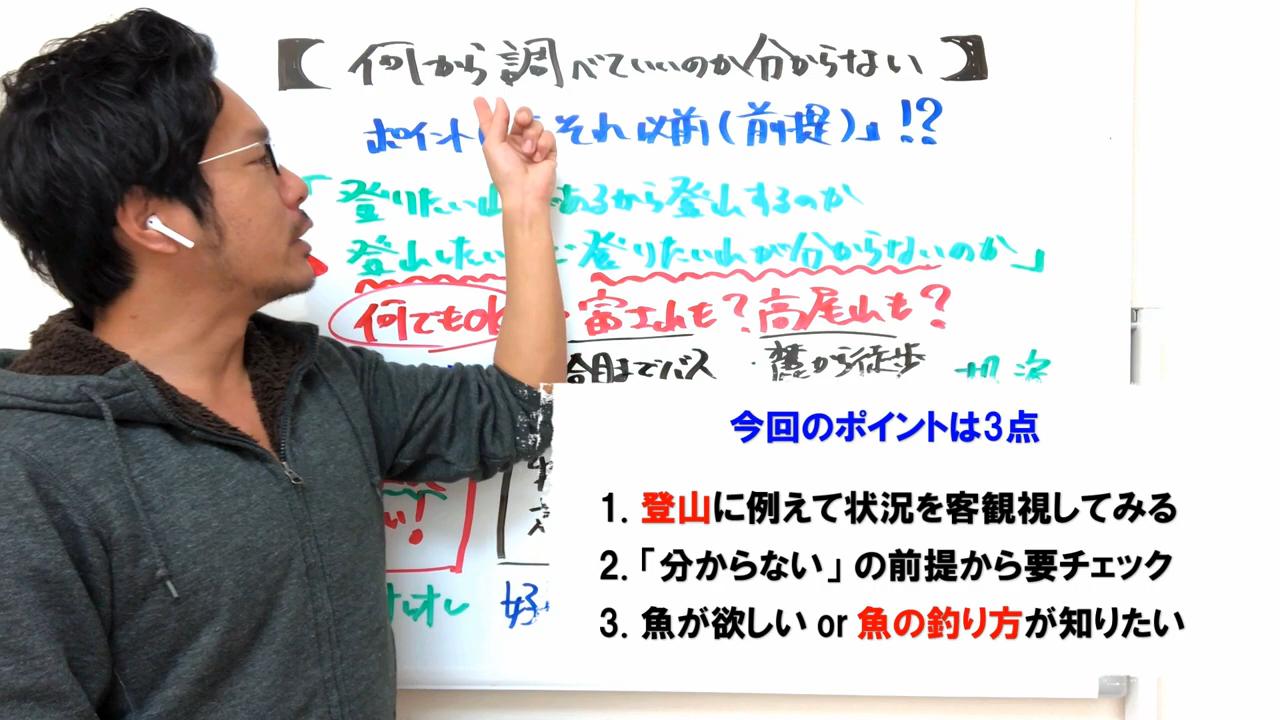 【何から調べていいのか分からない】
ポイント それ以前(前提)」!?
「登りたい山 あるから登山するのか
登山したい 登りたい山が分からないのか」
何でもok 富士山も?高尾山も?
合目までバス ・麓から徒歩
今回のポイントは3点
1. 登山に例えて状況を客観視してみる
2. 「分からない」の前提から要チェック
3. 魚が欲しい or 魚の釣り方が知りたい
い!
オレ 好